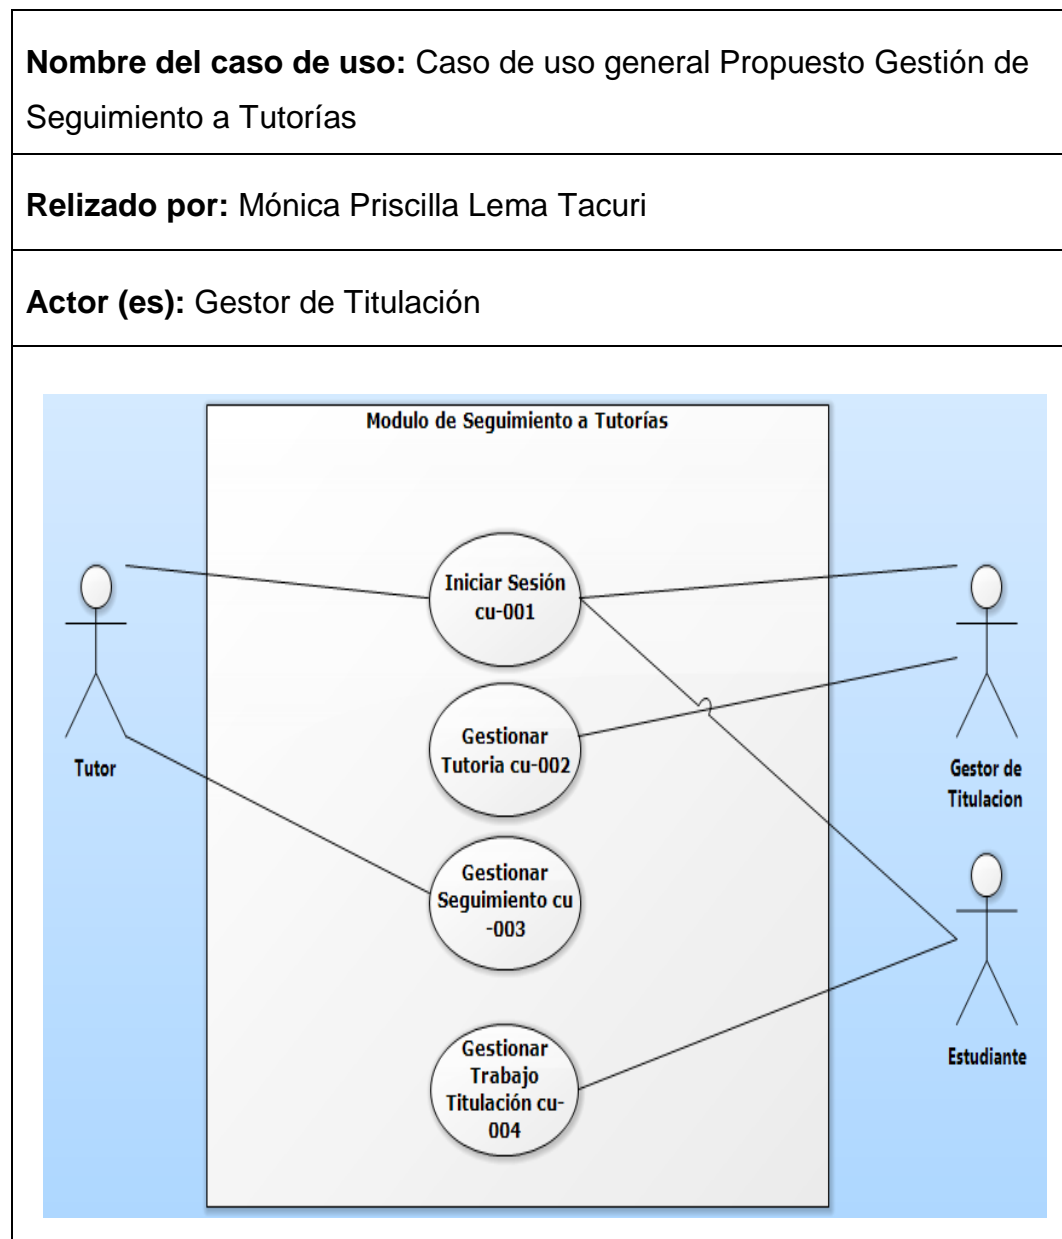 Nombre del caso de uso: Caso de uso general Propuesto Gestión de
Seguimiento a Tutorías
Relizado por: Mónica Priscilla Lema Tacuri
Actor (es): Gestor de Titulación
Modulo de Seguimiento a Tutorías
Iniciar Sesión
cu-001
Gestionar
Tutoria cu-002
Tutor
Gestor de
Titulacion
Gestionar
Seguimiento cu
-003
Gestionar
Trabajo
Titulación cu-
004
Estudiante